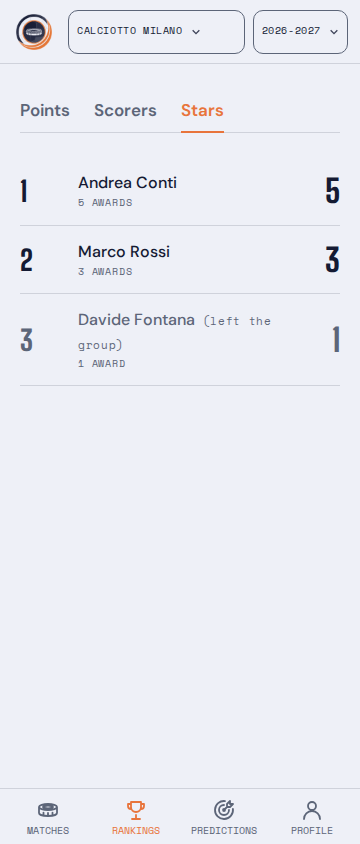 CALCIOTTO MILANO
2026-2027
Points Scorers Stars
1 Andrea Conti 5
5 AWARDS
2 Marco Rossi 3
3 AWARDS
3 Davide Fontana (left the 1
group)
1 AWARD
MATCHES RANKINGS PREDICTIONS PROFILE